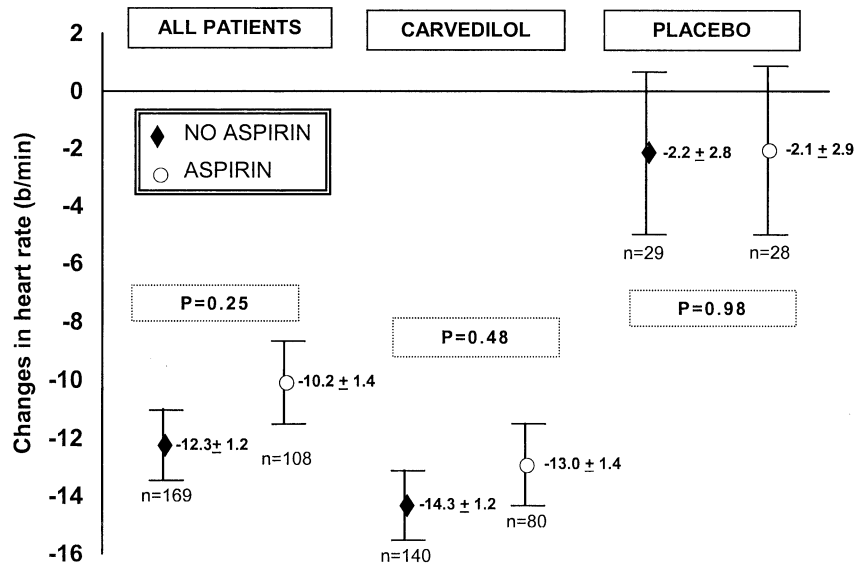 ALL PATIENTS
CARVEDILOL
PLACEBO
Changes in heart rate (b/min)
2
0
-2
-4
-6
-8
-10
-12
-14
-16
NO ASPIRIN
ASPIRIN
-2.2 ± 2.8
-2.1 ± 2.9
n=29
n=28
P=0.25
P=0.48
P=0.98
-10.2 ± 1.4
-12.3± 1.2
n=108
n=169
-13.0 ± 1.4
-14.3 ± 1.2
n=80
n=140